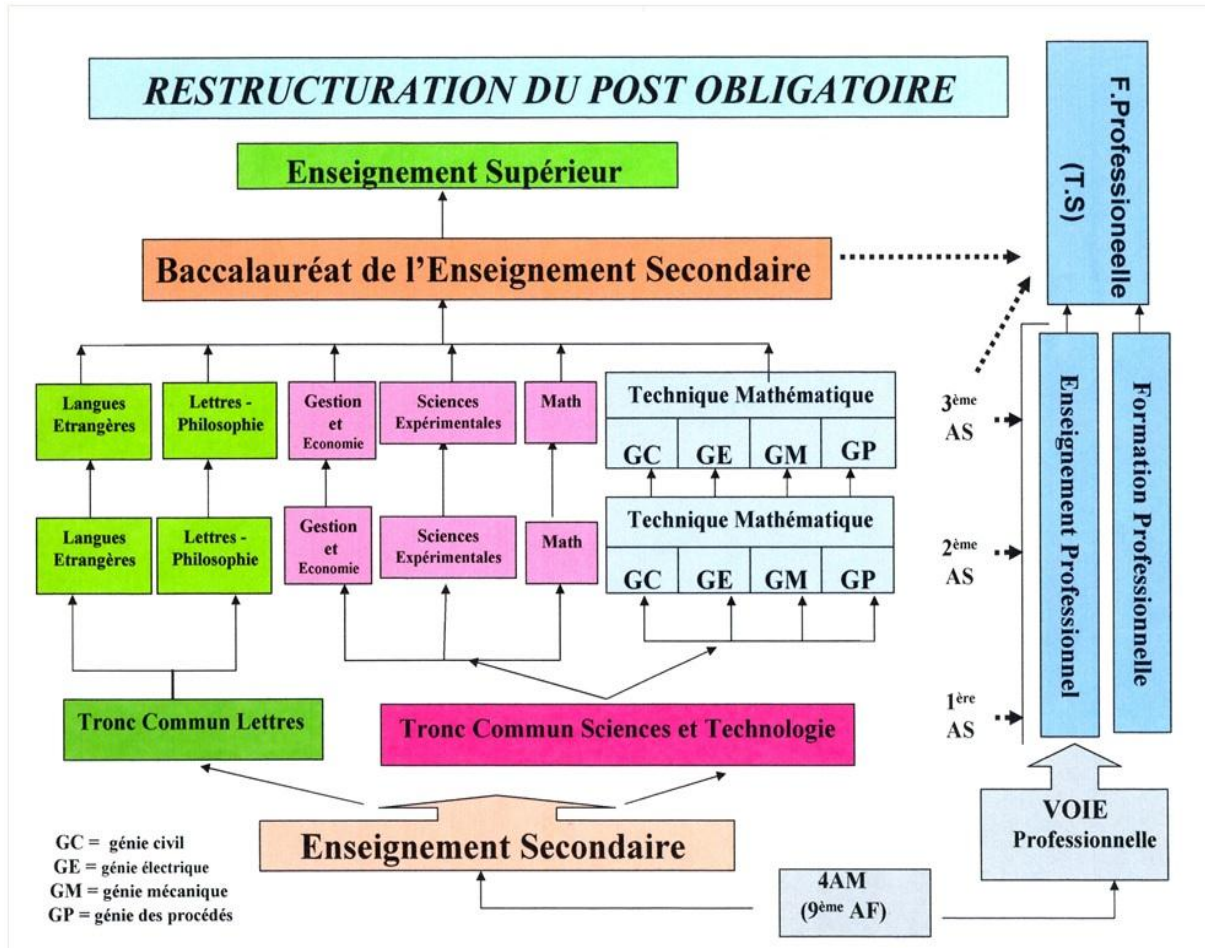 RESTRUCTURATION DU POST OBLIGATOIRE
F.Professionelle
(T.S)
Enseignement Supérieur
Baccalauréat de l'Enseignement Secondaire
Langues
Etrangères
Lettres -
Philosophie
Gestion
et
Economie
Sciences
Expérimentales
Math
Technique Mathématique
GC GE GM GP
3ème
AS
Langues
Etrangères
Lettres -
Philosophie
Gestion
et
Economie
Sciences
Expérimentales
Math
Technique Mathématique
GC GE GM GP
2ème
AS
Enseignement Professionnel
Formation Professionnelle
Tronc Commun Lettres
Tronc Commun Sciences et Technologie
1ère
AS
Enseignement Secondaire
VOIE
Professionnelle
4AM
(9ème AF)
GC = génie civil
GE = génie électrique
GM = génie mécanique
GP = génie des procédés